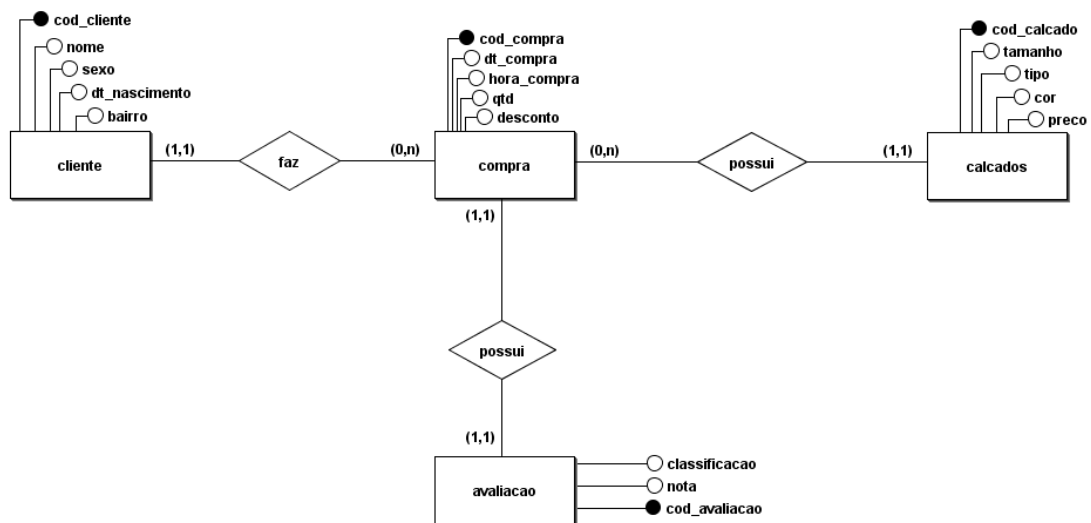 cod_cliente
nome
sexo
dt_nascimento
bairro
cliente
(1,1)
faz
(0,n)
cod_compra
dt_compra
hora_compra
qtd
desconto
compra
(0,n)
possui
(1,1)
cod_calcado
tamanho
tipo
cor
preco
calcados
(1,1)
possui
(1,1)
avaliacao
classificacao
nota
cod_avaliacao